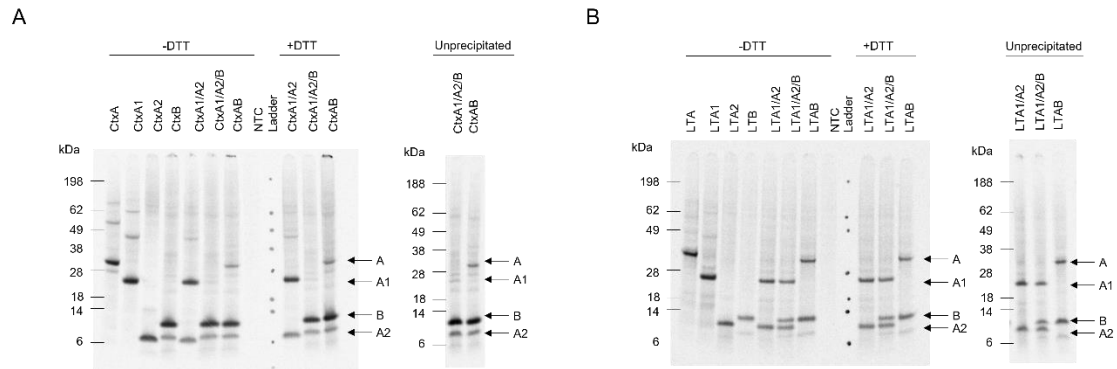 A
-DTT
+DTT
Unprecipitated
CtxA
CtxA1
CtxA2
CtxB
CtxA1/A2
CtxA1/A2/B
CtxAB
NTC
Ladder
CtxA1/A2
CtxA1/A2/B
CtxAB
CtxA1/A2/B
CtxAB
kDa
198
62
49
38
28
18
14
6
A
A1
B
A2
kDa
188
62
49
38
28
18
14
6
A
A1
B
A2
B
-DTT
+DTT
Unprecipitated
LTA
LTA1
LTA2
LTB
LTA1/A2
LTA1/A2/B
LTAB
NTC
Ladder
LTA1/A2
LTA1/A2/B
LTAB
LTA1/A2
LTA1/A2/B
LTAB
kDa
198
62
49
38
28
18
14
6
A
A1
B
A2
kDa
188
62
49
38
28
18
14
6
A
A1
B
A2